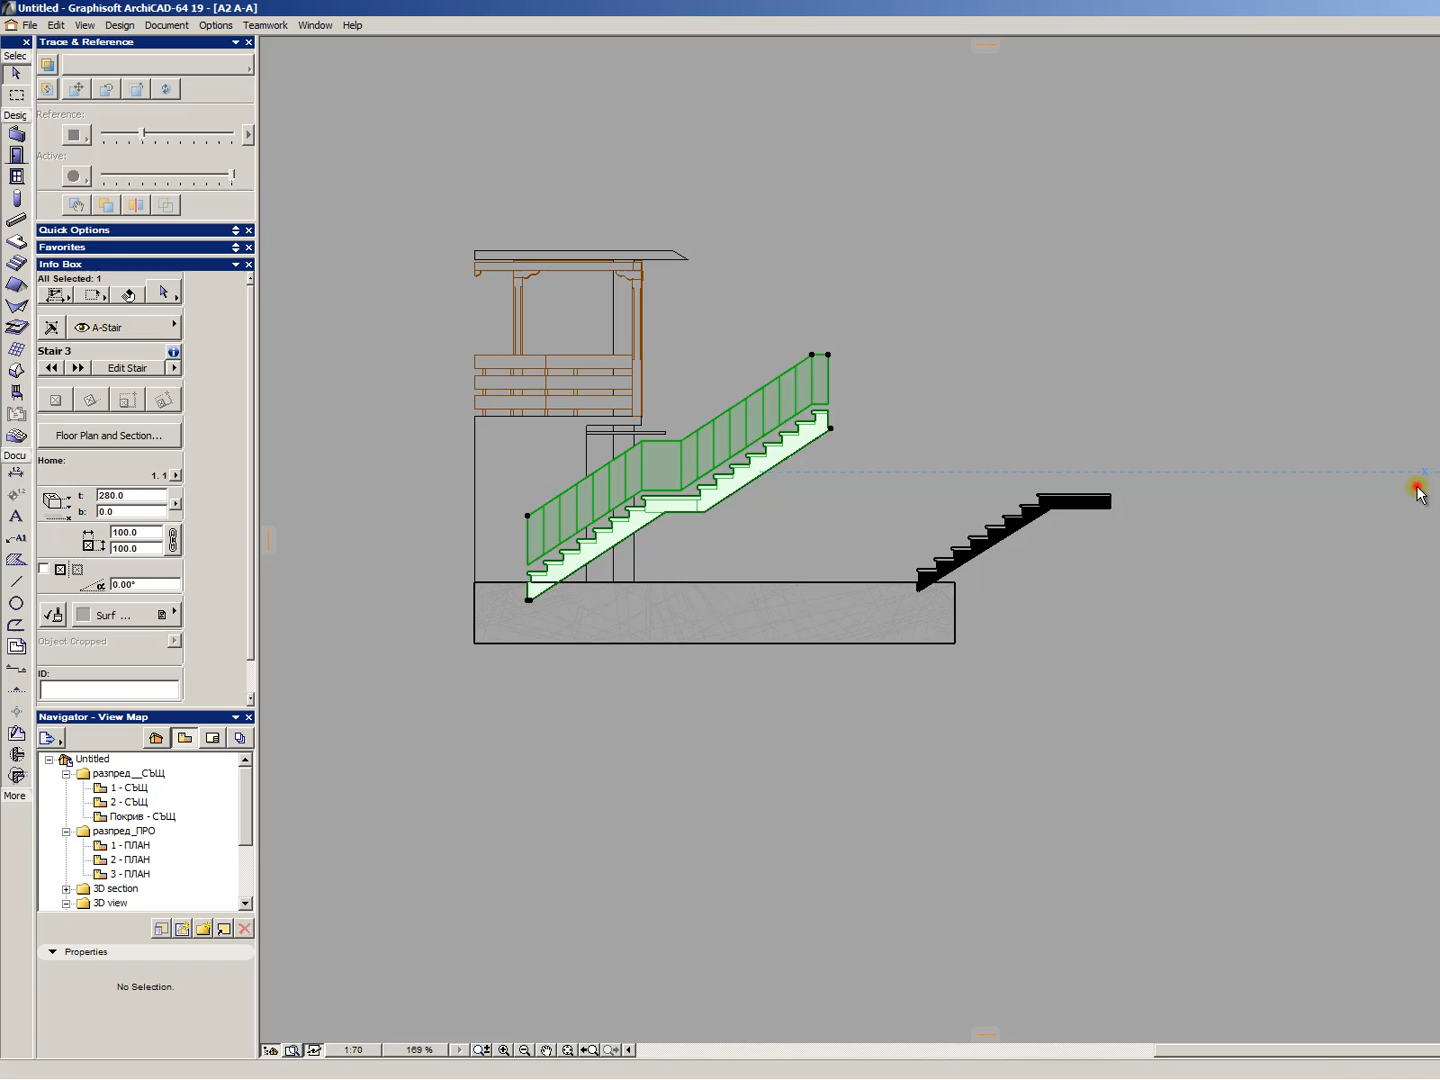 Untitled - Graphisoft ArchiCAD-64 19 - [A2 A-A]
File Edit View Design Document Options Teamwork Window Help
Selec
Trace & Reference
Reference:
Active:
Desig
Quick Options
Favorites
Info Box
All Selected: 1
A-Stair
Stair 3
Edit Stair
Floor Plan and Section...
Docu
Home:
1. 1
t: 280.0
b: 0.0
100.0
100.0
A
A1
0.00°
Surf ...
Object Cropped
ID:
Navigator - View Map
Untitled
разпред__СЪЩ
1 - СЪЩ
2 - СЪЩ
Покрив - СЪЩ
разпред_ПРО
1 - ПЛАН
2 - ПЛАН
3 - ПЛАН
3D section
3D view
More
Properties
No Selection.
1:70 169 %